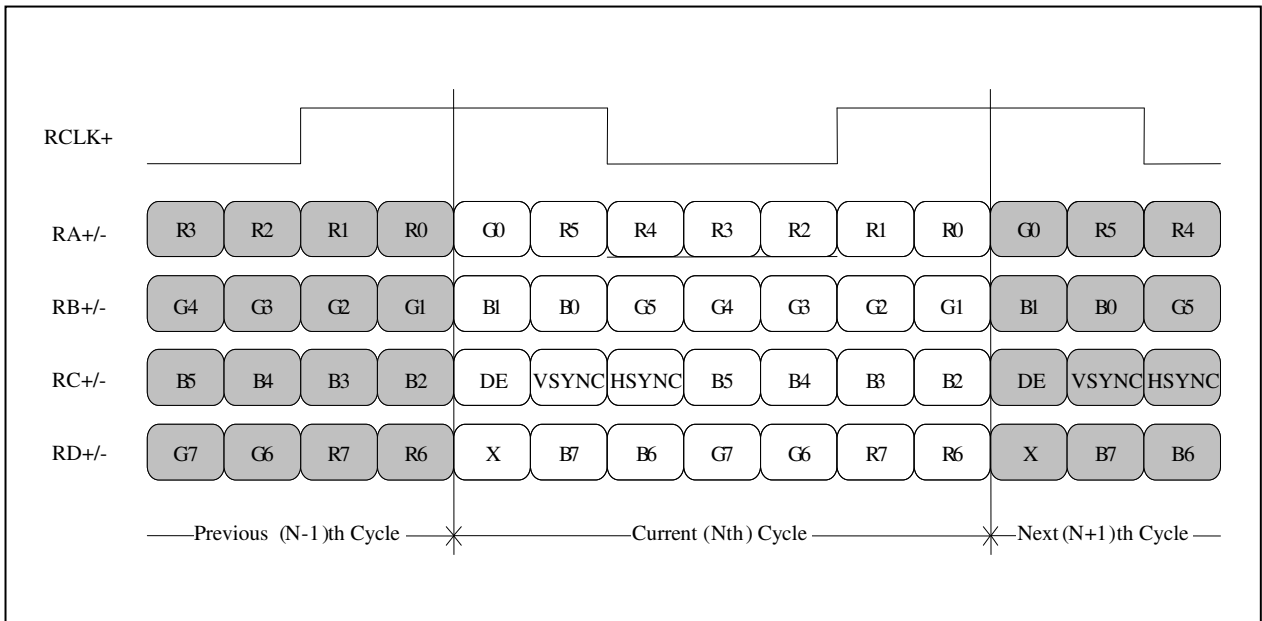 RCLK+
RA+/- R3 R2 R1 R0 G0 R5 R4 R3 R2 R1 R0 G0 R5 R4
RB+/- G4 G3 G2 G1 B1 B0 G5 G4 G3 G2 G1 B1 B0 G5
RC+/- B5 B4 B3 B2 DE VSYNC HSYNC B5 B4 B3 B2 DE VSYNC HSYNC
RD+/- G7 G6 R7 R6 X B7 B6 G7 G6 R7 R6 X B7 B6
Previous (N-1)th Cycle Current (Nth) Cycle Next (N+1)th Cycle